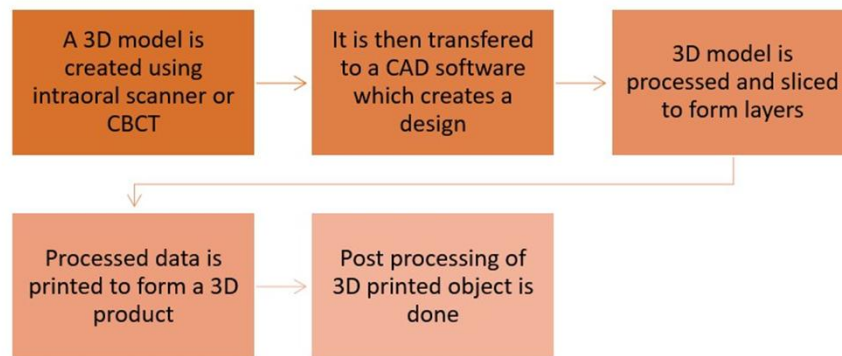 A 3D model is
created using
intraoral scanner or
CBCT
It is then transfered
to a CAD software
which creates a
design
3D model is
processed and sliced
to form layers
Processed data is
printed to form a 3D
product
Post processing of
3D printed object is
done